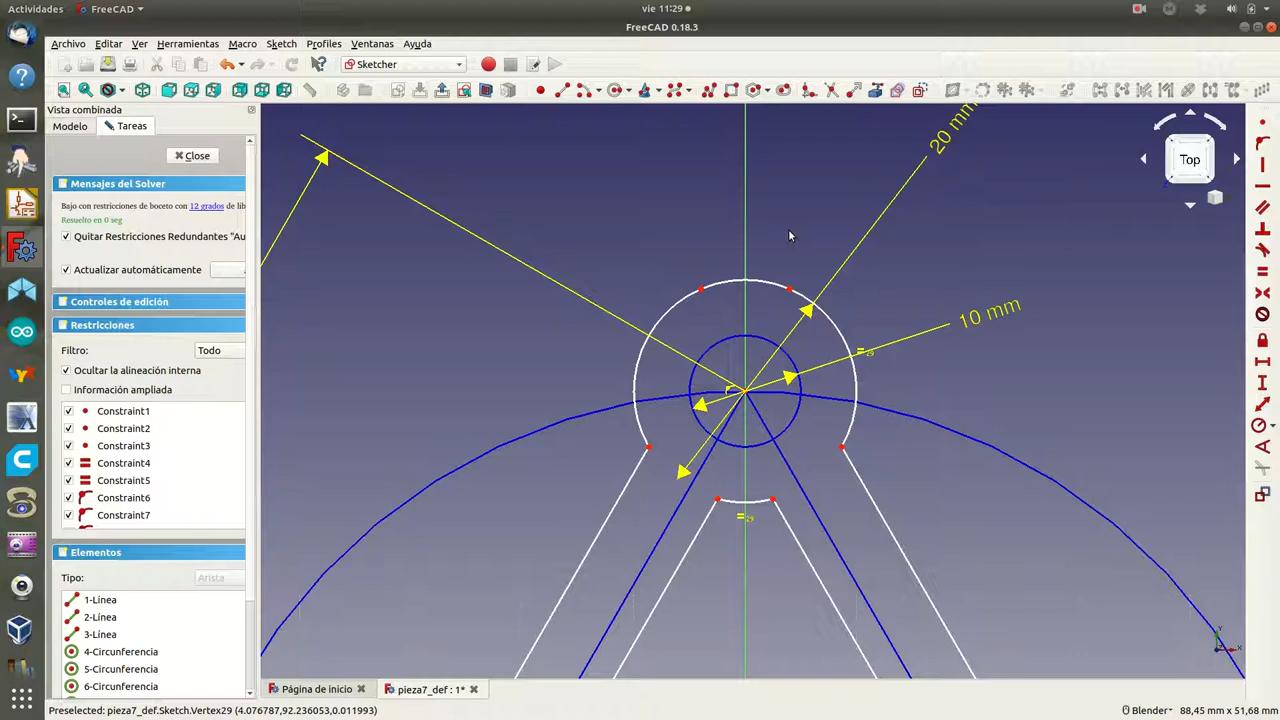 Actividades
FreeCAD
vie 11:29
FreeCAD 0.18.3
Archivo Editar Ver Herramientas Macro Sketch Profiles Ventanas Ayuda
Sketcher
Vista combinada
Modelo Tareas
Close
Mensajes del Solver
Bajo con restricciones de boceto con 12 grados de lib
Resuelto en 0 seg
Quitar Restricciones Redundantes "Au
Actualizar automáticamente
Controles de edición
Restricciones
Filtro: Todo
Ocultar la alineación interna
Información ampliada
Constraint1
Constraint2
Constraint3
Constraint4
Constraint5
Constraint6
Constraint7
Elementos
Tipo: Arista
1-Línea
2-Línea
3-Línea
4-Circunferencia
5-Circunferencia
6-Circunferencia
20 mm
10 mm
29
29
Top
Z
Y
X
Página de inicio
pieza7_def : 1*
Preselected: pieza7_def.Sketch.Vertex29 (4.076787,92.236053,0.011993)
Blender
88,45 mm x 51,68 mm